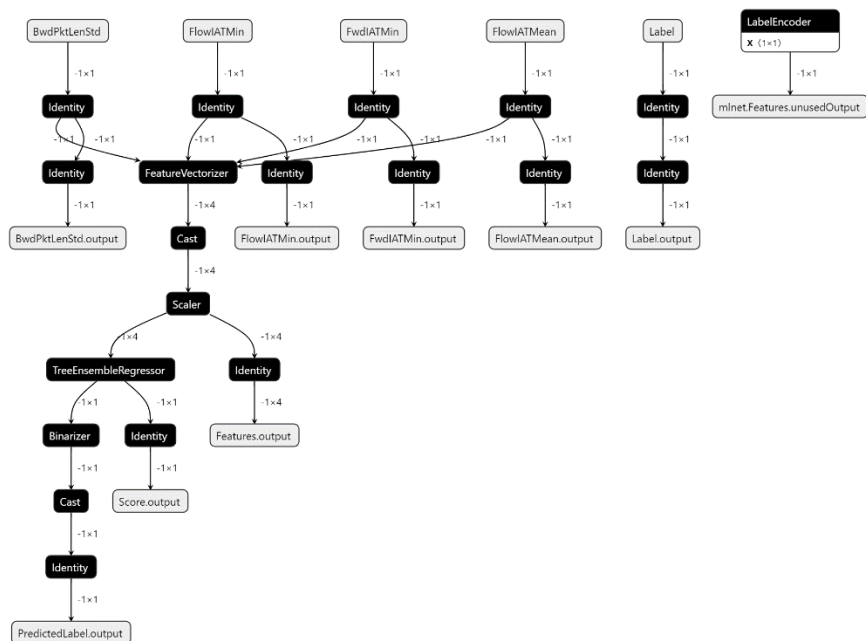 BwdPktLenStd FlowIATMin FwdIATMin FlowIATMean Label LabelEncoder
X ⟨1×1⟩
-1×1 -1×1 -1×1 -1×1 -1×1 -1×1
Identity Identity Identity Identity Identity mlnet.Features.unusedOutput
-1×1 -1×1 -1×1 -1×1 -1×1 -1×1 -1×1 -1×1 -1×1
Identity FeatureVectorizer Identity Identity Identity Identity
-1×1 -1×4 -1×1 -1×1 -1×1 -1×1
BwdPktLenStd.output Cast FlowIATMin.output FwdIATMin.output FlowIATMean.output Label.output
-1×4
Scaler
-1×4 -1×4
TreeEnsembleRegressor Identity
-1×1 -1×1 -1×4
Binarizer Identity Features.output
-1×1 -1×1
Cast Score.output
-1×1
Identity
-1×1
PredictedLabel.output